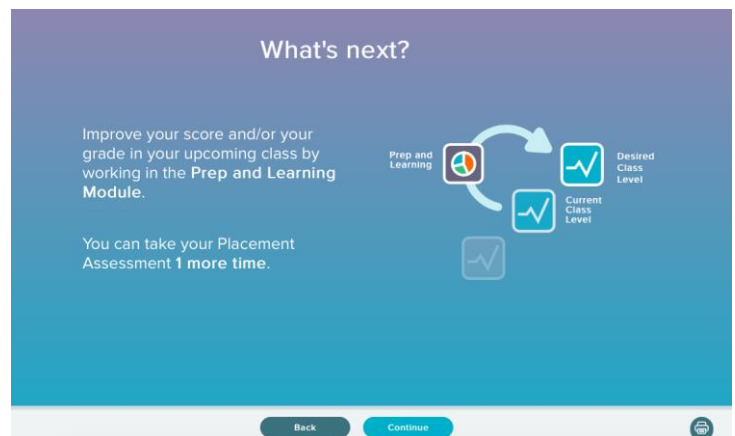 What's next?
Improve your score and/or your
grade in your upcoming class by
working in the Prep and Learning
Module.
You can take your Placement
Assessment 1 more time.
Prep and
Learning
Desired
Class
Level
Current
Class
Level
Back
Continue